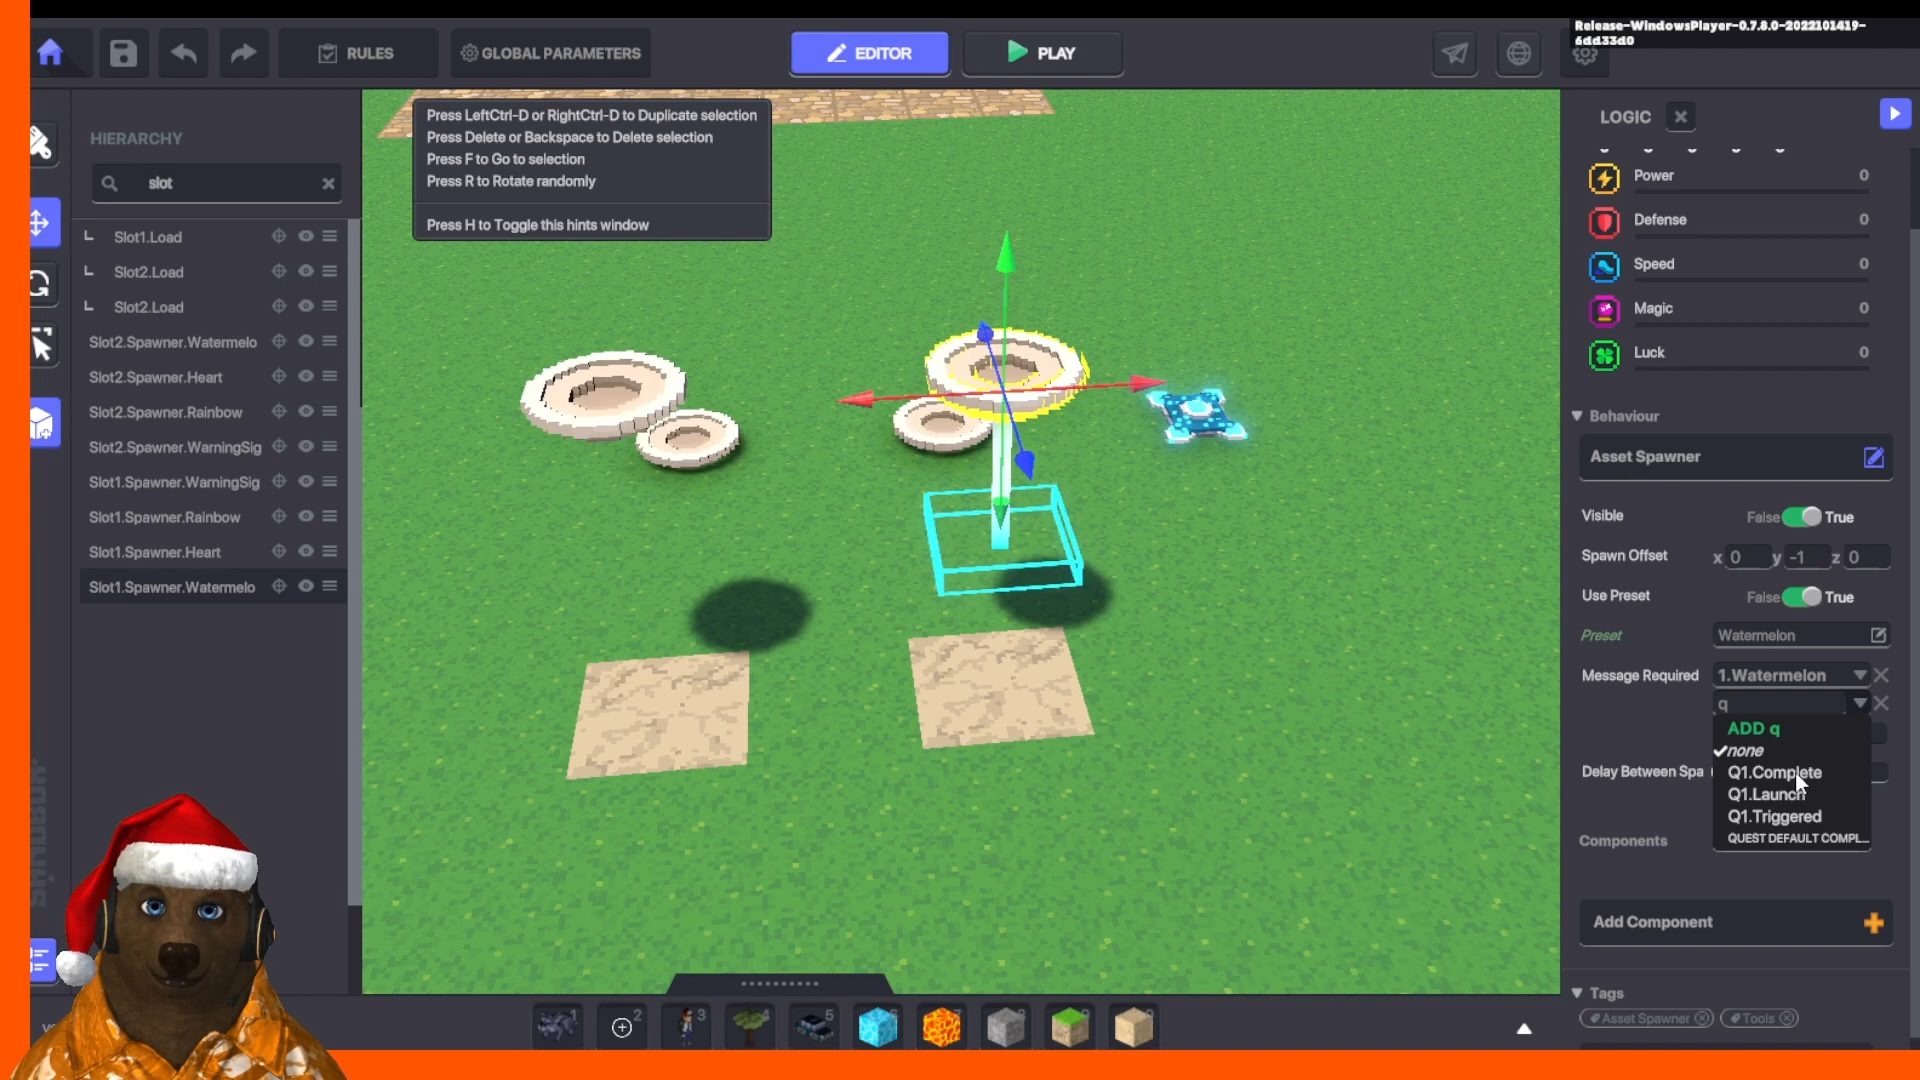 Release-WindowsPlayer-0.7.8.0-2022101419-
6dd33d0
RULES
GLOBAL PARAMETERS
EDITOR
PLAY
HIERARCHY
slot
Slot1.Load
Slot2.Load
Slot2.Load
Slot2.Spawner.Watermelo
Slot2.Spawner.Heart
Slot2.Spawner.Rainbow
Slot2.Spawner.WarningSig
Slot1.Spawner.WarningSig
Slot1.Spawner.Rainbow
Slot1.Spawner.Heart
Slot1.Spawner.Watermelo
Press LeftCtrl-D or RightCtrl-D to Duplicate selection
Press Delete or Backspace to Delete selection
Press F to Go to selection
Press R to Rotate randomly
Press H to Toggle this hints window
LOGIC
Power 0
Defense 0
Speed 0
Magic 0
Luck 0
Behaviour
Asset Spawner
Visible False True
Spawn Offset x 0 y -1 z 0
Use Preset False True
Preset Watermelon
Message Required 1.Watermelon
q
ADD q
none
Q1.Complete
Delay Between Spa
Q1.Launch
Q1.Triggered
QUEST DEFAULT COMPL...
Components
Add Component
Tags
Asset Spawner Tools
1 2 3 4 5